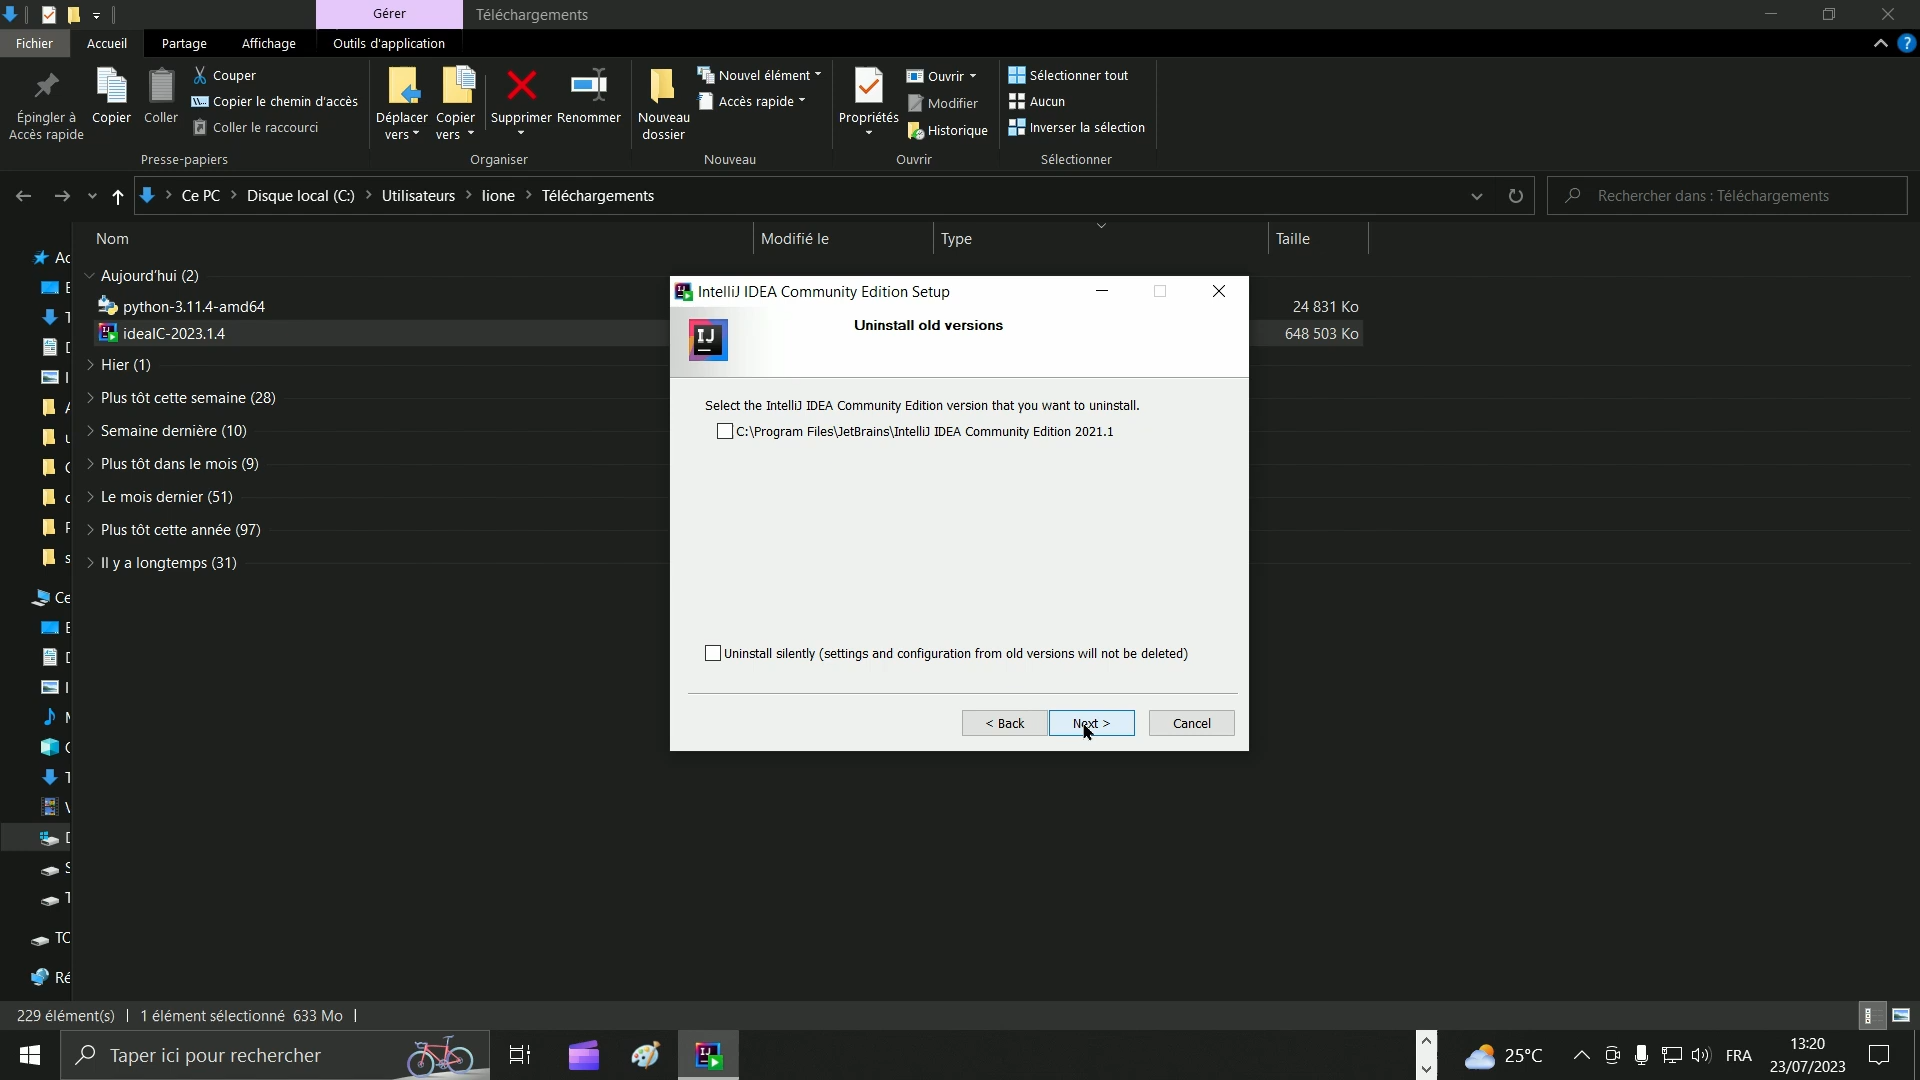 Gérer
Téléchargements
Fichier
Accueil
Partage
Affichage
Outils d'application
Épingler à
Accès rapide
Copier
Coller
Couper
Copier le chemin d'accès
Coller le raccourci
Presse-papiers
Déplacer
vers
Copier
vers
Supprimer
Renommer
Organiser
Nouveau
dossier
Nouvel élément
Accès rapide
Nouveau
Propriétés
Ouvrir
Modifier
Historique
Ouvrir
Sélectionner tout
Aucun
Inverser la sélection
Sélectionner
Ce PC > Disque local (C:) > Utilisateurs > lione > Téléchargements
Rechercher dans : Téléchargements
Nom
Modifié le
Type
Taille
Aujourd'hui (2)
python-3.11.4-amd64
24 831 Ko
ideaIC-2023.1.4
648 503 Ko
Hier (1)
Plus tôt cette semaine (28)
Semaine dernière (10)
Plus tôt dans le mois (9)
Le mois dernier (51)
Plus tôt cette année (97)
Il y a longtemps (31)
IntelliJ IDEA Community Edition Setup
IJ
Uninstall old versions
Select the IntelliJ IDEA Community Edition version that you want to uninstall.
C:\Program Files\JetBrains\IntelliJ IDEA Community Edition 2021.1
Uninstall silently (settings and configuration from old versions will not be deleted)
< Back
Next >
Cancel
229 élément(s)
1 élément sélectionné 633 Mo
Taper ici pour rechercher
25°C
FRA
13:20
23/07/2023